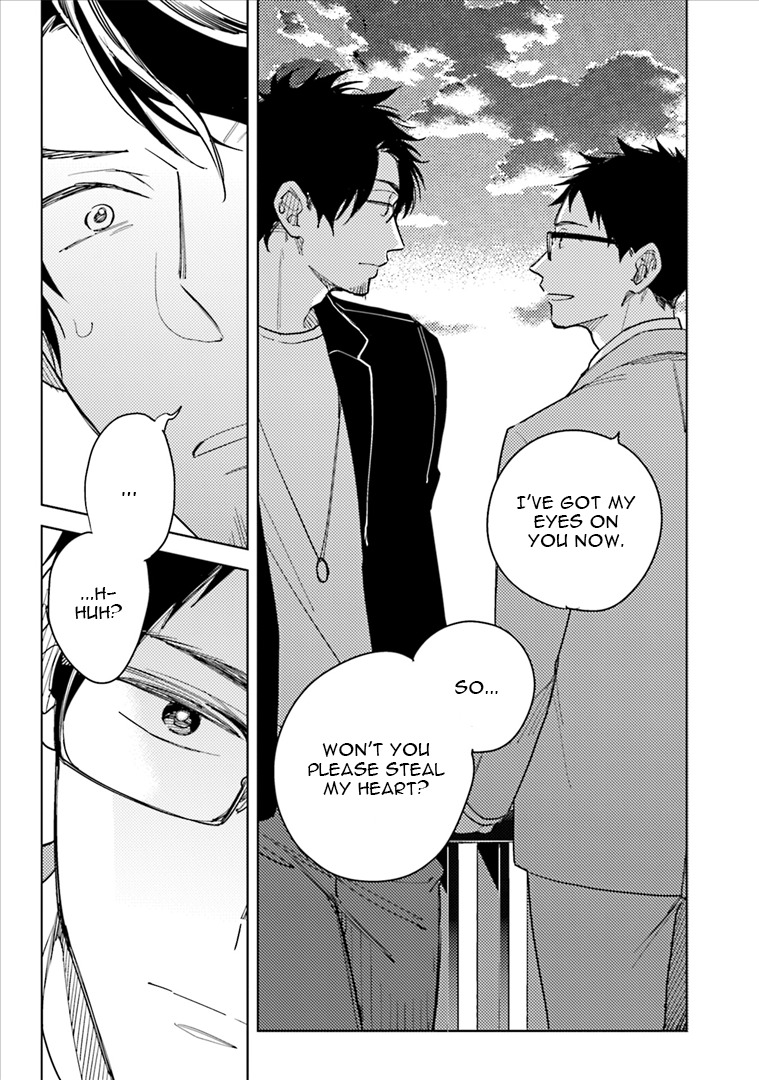 I'VE GOT MY
EYES ON
YOU NOW.
SO...
WON'T YOU
PLEASE STEAL
MY HEART?
...
...H-
HUH?